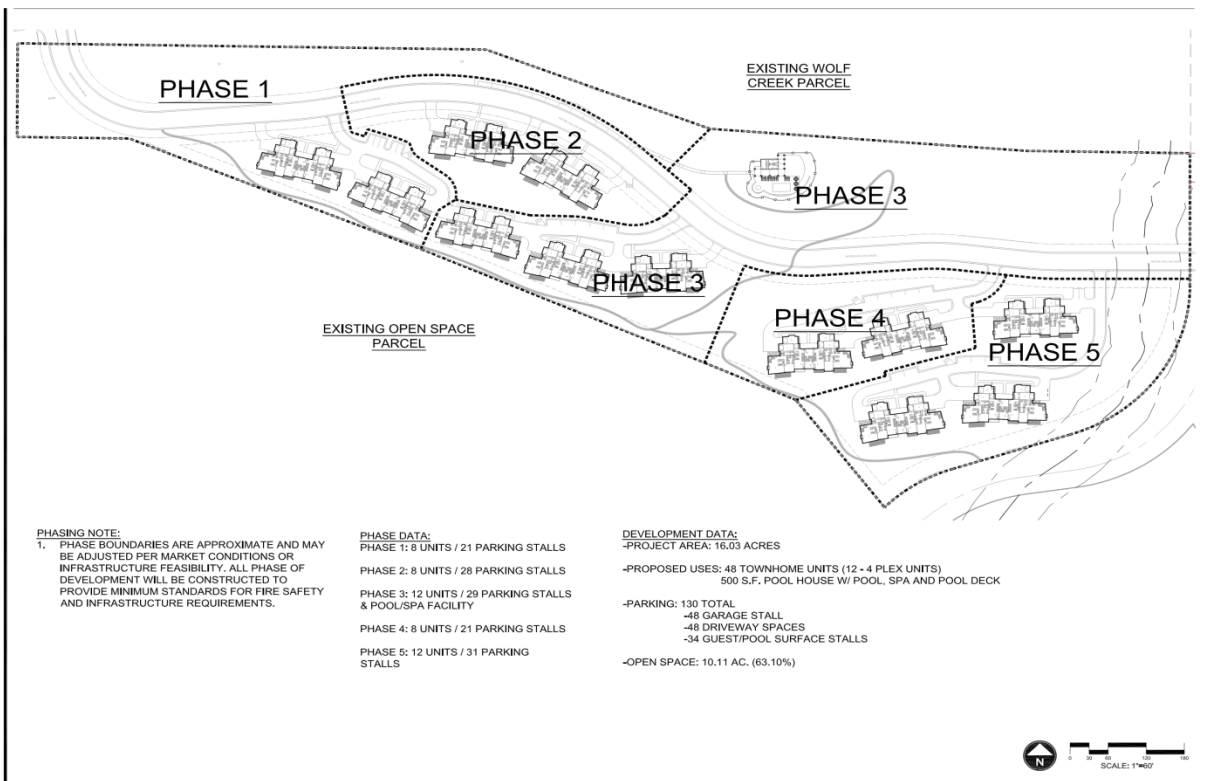 PHASE 1
EXISTING WOLF
CREEK PARCEL
PHASE 2
PHASE 3
PHASE 3
EXISTING OPEN SPACE
PARCEL
PHASE 4
PHASE 5
PHASING NOTE:
1. PHASE BOUNDARIES ARE APPROXIMATE AND MAY
BE ADJUSTED PER MARKET CONDITIONS OR
INFRASTRUCTURE FEASIBILITY. ALL PHASE OF
DEVELOPMENT WILL BE CONSTRUCTED TO
PROVIDE MINIMUM STANDARDS FOR FIRE SAFETY
AND INFRASTRUCTURE REQUIREMENTS.
PHASE DATA:
PHASE 1: 8 UNITS / 21 PARKING STALLS
PHASE 2: 8 UNITS / 28 PARKING STALLS
PHASE 3: 12 UNITS / 29 PARKING STALLS
& POOL/SPA FACILITY
PHASE 4: 8 UNITS / 21 PARKING STALLS
PHASE 5: 12 UNITS / 31 PARKING
STALLS
DEVELOPMENT DATA:
-PROJECT AREA: 16.03 ACRES
-PROPOSED USES: 48 TOWNHOME UNITS (12 - 4 PLEX UNITS)
500 S.F. POOL HOUSE W/ POOL, SPA AND POOL DECK
-PARKING: 130 TOTAL
-48 GARAGE STALL
-48 DRIVEWAY SPACES
-34 GUEST/POOL SURFACE STALLS
-OPEN SPACE: 10.11 AC. (63.10%)
N
0 30 60 120 180
SCALE: 1"=60'